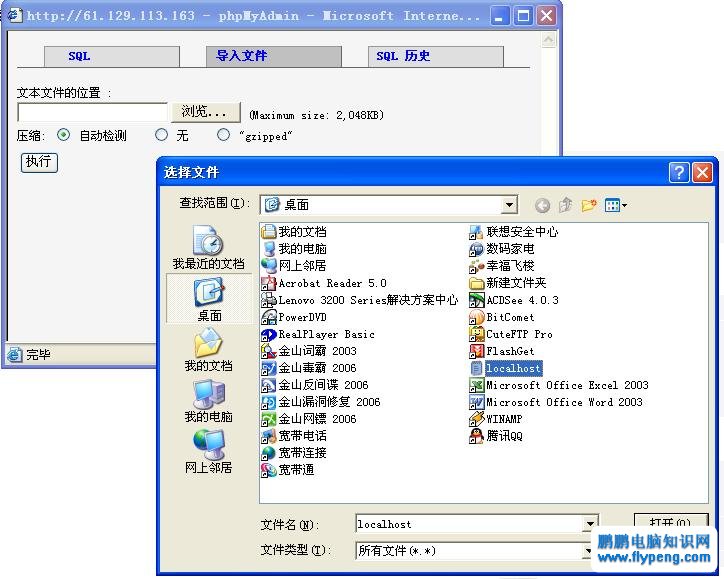 http://61.129.113.163 - phpMyAdmin - Microsoft Interne...
SQL
导入文件
SQL 历史
文本文件的位置 :
浏览... (Maximum size: 2,048KB)
压缩: 自动检测 无 "gzipped"
执行
完毕
选择文件
查找范围(I): 桌面
我最近的文档
桌面
我的文档
我的电脑
网上邻居
我的文档
我的电脑
网上邻居
Acrobat Reader 5.0
Lenovo 3200 Series解决方案中心
PowerDVD
RealPlayer Basic
金山词霸 2003
金山毒霸 2006
金山反间谍 2006
金山漏洞修复 2006
金山网镖 2006
宽带电话
宽带连接
宽带通
联想安全中心
数码家电
幸福飞梭
新建文件夹
ACDSee 4.0.3
BitComet
CuteFTP Pro
FlashGet
localhost
Microsoft Office Excel 2003
Microsoft Office Word 2003
WINAMP
腾讯QQ
文件名(N): localhost
打开(O)
文件类型(T): 所有文件(*.*)
鹏鹏电脑知识网
www.flypeng.com